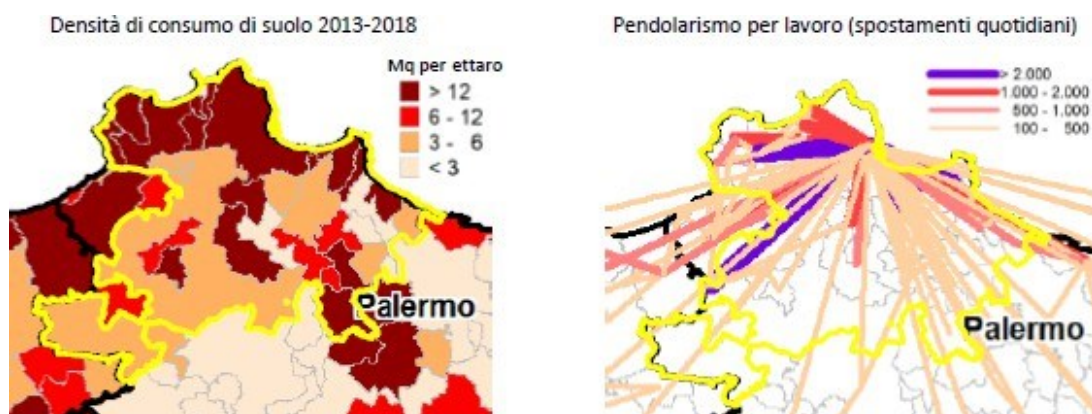 Densità di consumo di suolo 2013-2018
Mq per ettaro
> 12
6 - 12
3 - 6
< 3
Palermo
Pendolarismo per lavoro (spostamenti quotidiani)
> 2.000
1.000 - 2.000
500 - 1.000
100 - 500
Palermo